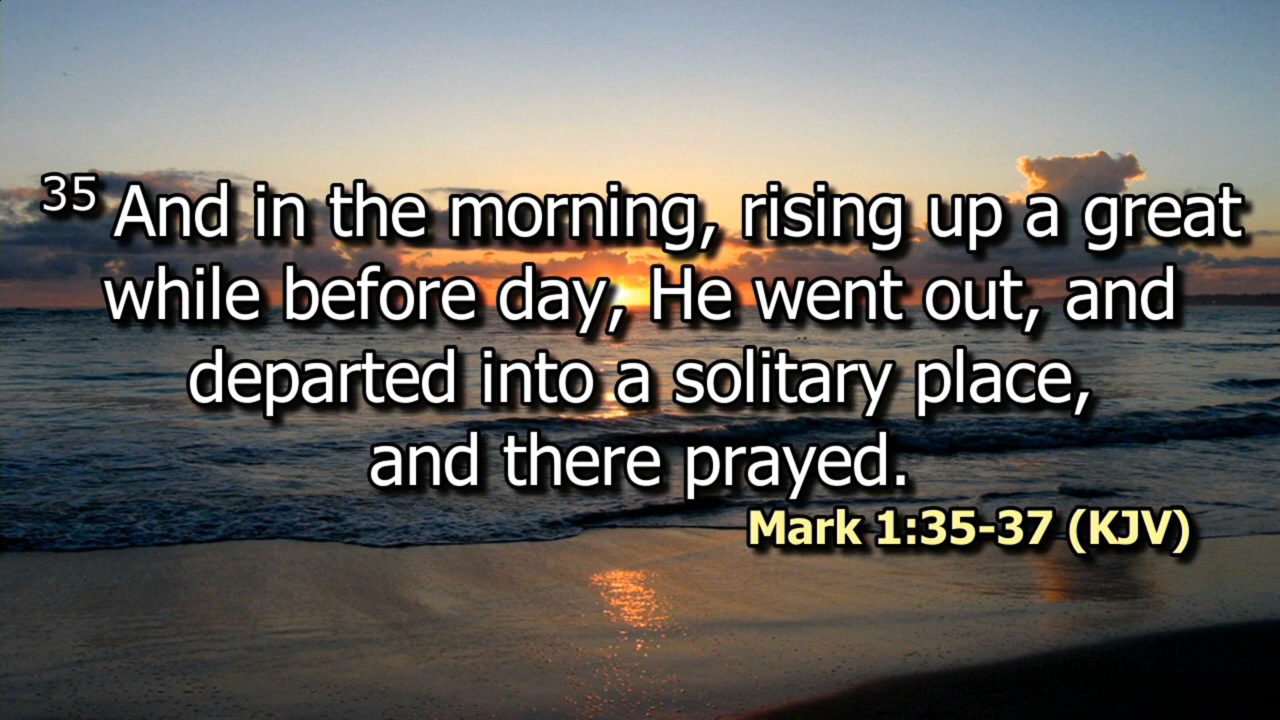 35 And in the morning, rising up a great
while before day, He went out, and
departed into a solitary place,
and there prayed.
Mark 1:35-37 (KJV)